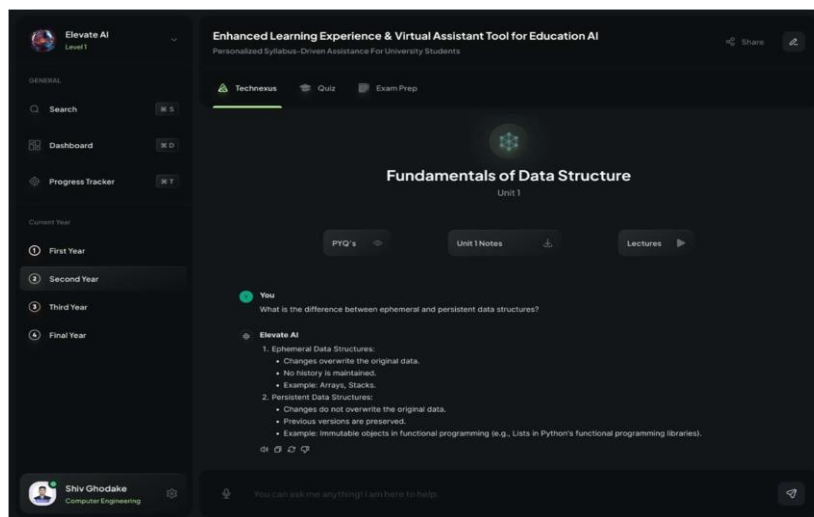 Elevate AI
Level 1
GENERAL
Search
⌘ S
Dashboard
⌘ D
Progress Tracker
⌘ T
Current Year
1 First Year
2 Second Year
3 Third Year
4 Final Year
Shiv Ghodake
Computer Engineering
Enhanced Learning Experience & Virtual Assistant Tool for Education AI
Personalized Syllabus-Driven Assistance For University Students
Share
Technexus
Quiz
Exam Prep
Fundamentals of Data Structure
Unit 1
PYQ's
Unit 1 Notes
Lectures
You
What is the difference between ephemeral and persistent data structures?
Elevate AI
1. Ephemeral Data Structures:
• Changes overwrite the original data.
• No history is maintained.
• Example: Arrays, Stacks.
2. Persistent Data Structures:
• Changes do not overwrite the original data.
• Previous versions are preserved.
• Example: Immutable objects in functional programming (e.g., Lists in Python's functional programming libraries).
You can ask me anything! I am here to help.